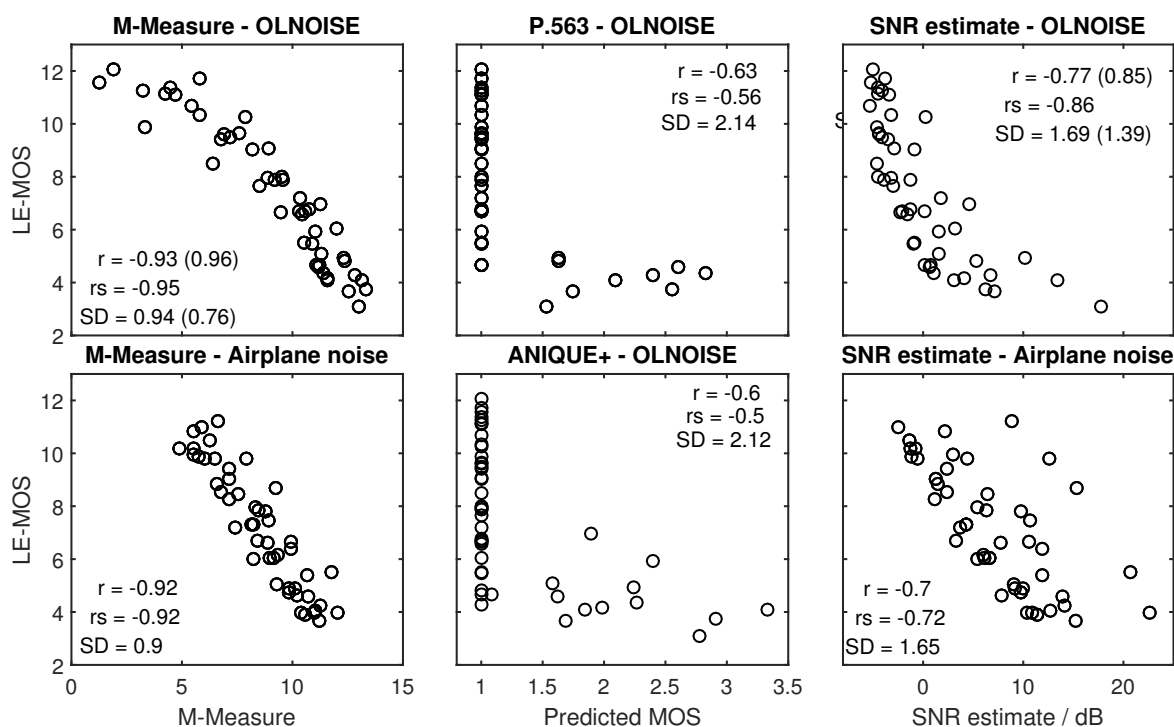 M-Measure - OLNOISE
P.563 - OLNOISE
SNR estimate - OLNOISE
12
10
8
6
4
2
LE-MOS
r = -0.93 (0.96)
rs = -0.95
SD = 0.94 (0.76)
r = -0.63
rs = -0.56
SD = 2.14
S
r = -0.77 (0.85)
rs = -0.86
SD = 1.69 (1.39)
M-Measure - Airplane noise
ANIQUE+ - OLNOISE
SNR estimate - Airplane noise
12
10
8
6
4
2
LE-MOS
r = -0.92
rs = -0.92
SD = 0.9
r = -0.6
rs = -0.5
SD = 2.12
r = -0.7
rs = -0.72
SD = 1.65
0 5 10 15
1 1.5 2 2.5 3 3.5
0 10 20
M-Measure
Predicted MOS
SNR estimate / dB